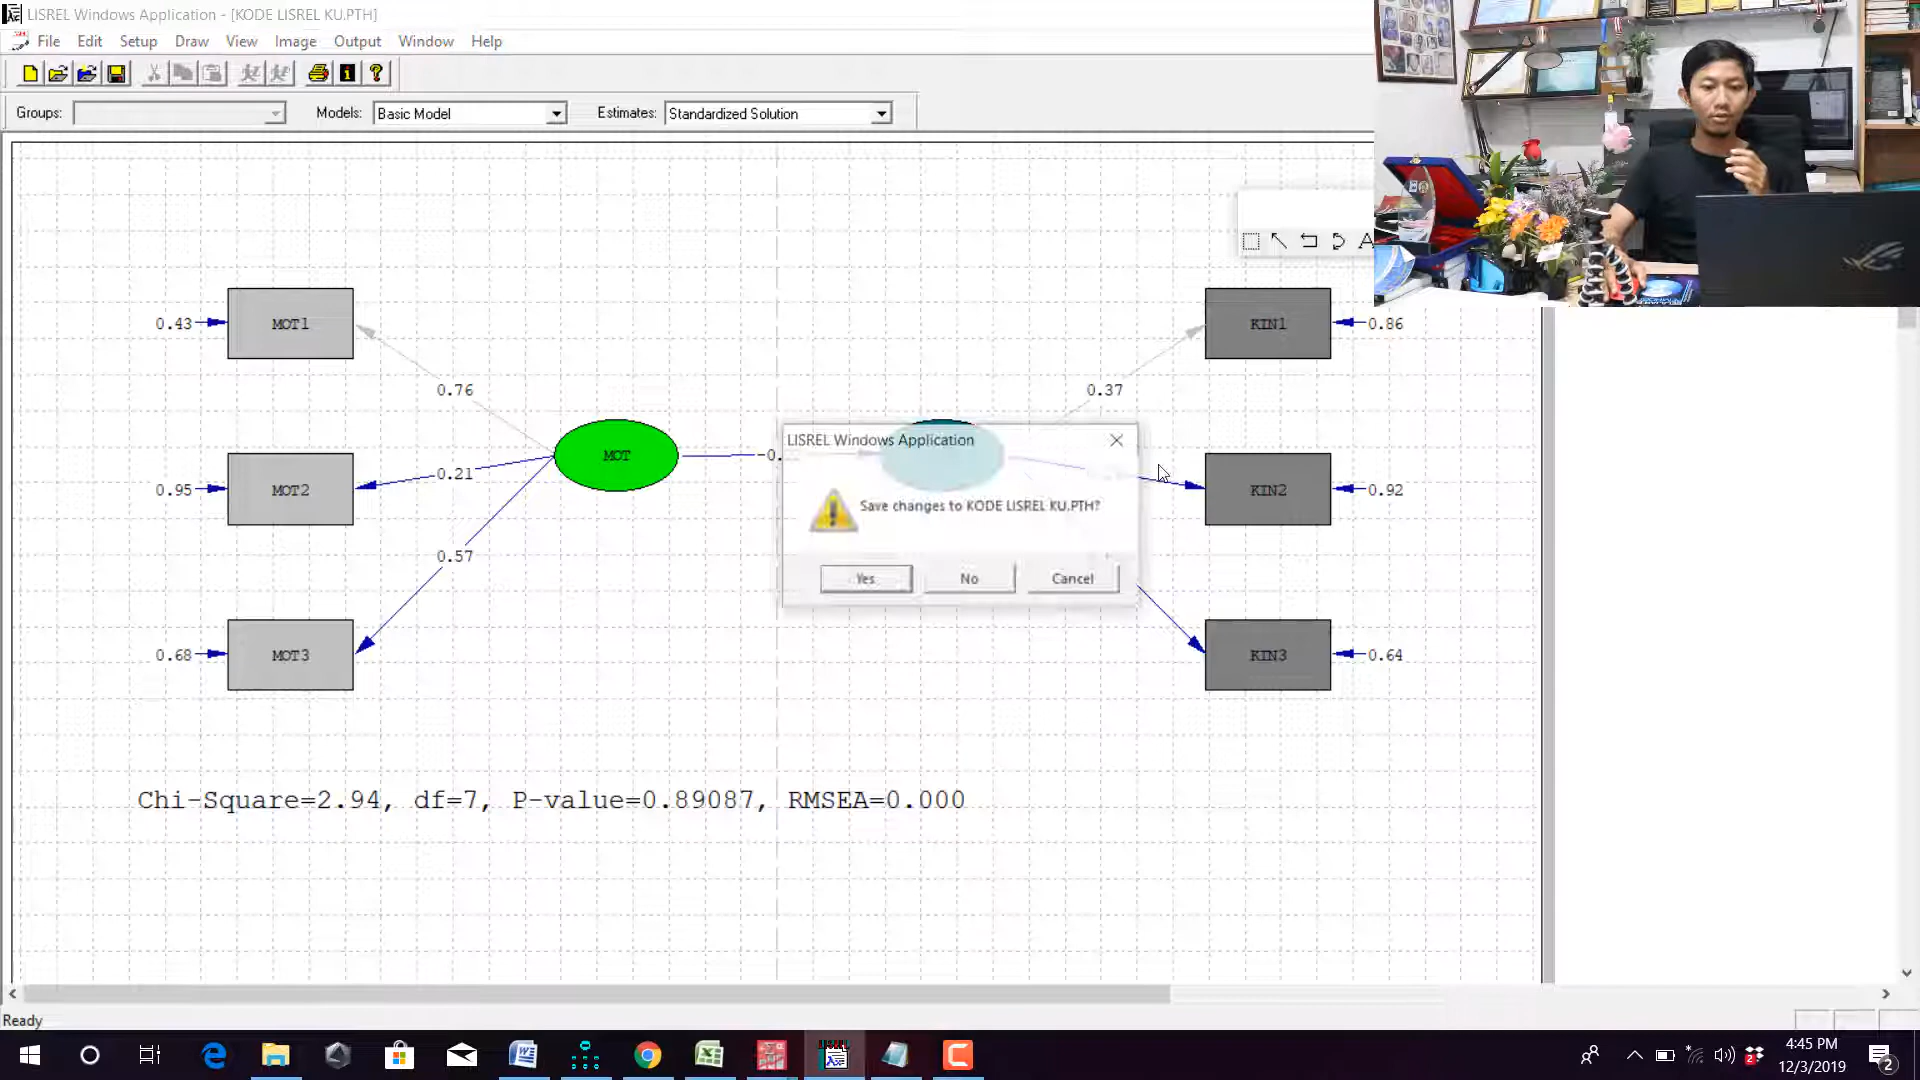 LISREL Windows Application - [KODE LISREL KU.PTH]
File Edit Setup Draw View Image Output Window Help
Groups: Models: Basic Model Estimates: Standardized Solution
0.43 MOT1 KIN1 0.86
0.76 0.37
LISREL Windows Application
MOT
0.95 MOT2 0.21 KIN2 0.92
Save changes to KODE LISREL KU.PTH?
0.57
Yes No Cancel
0.68 MOT3 KIN3 0.64
Chi-Square=2.94, df=7, P-value=0.89087, RMSEA=0.000
Ready
4:45 PM
12/3/2019
2